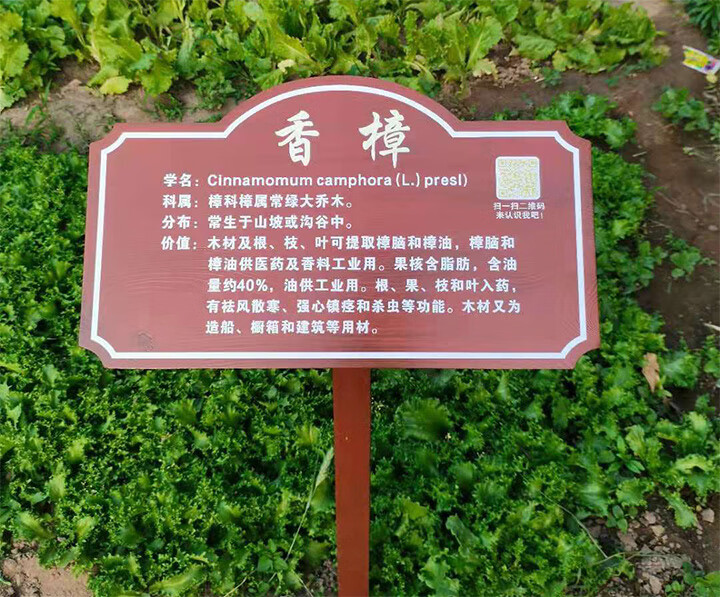 香樟
学名：Cinnamomum camphora (L.) presl)
科属：樟科樟属常绿大乔木。
分布：常生于山坡或沟谷中。
价值：木材及根、枝、叶可提取樟脑和樟油，樟脑和
樟油供医药及香料工业用。果核含脂肪，含油
量约40%，油供工业用。根、果、枝和叶入药，
有祛风散寒、强心镇痉和杀虫等功能。木材又为
造船、橱箱和建筑等用材。
扫一扫二维码
来认识我吧！